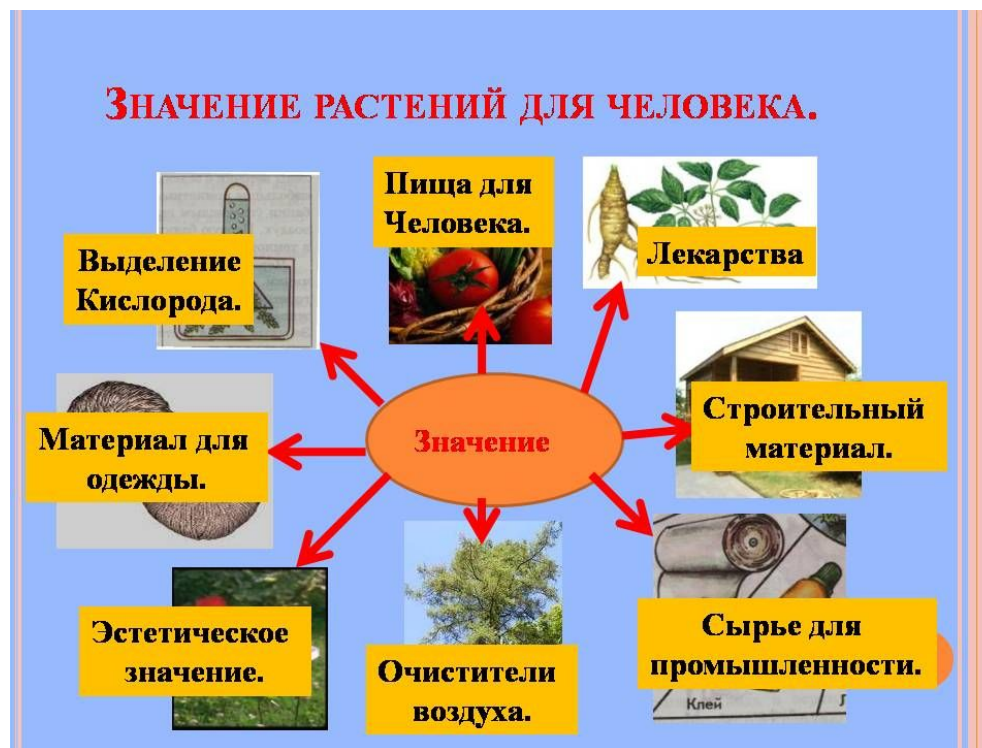 Значение растений для человека.
Пища для
Человека.
Лекарства
Выделение
Кислорода.
Строительный
материал.
Материал для
одежды.
Значение
Эстетическое
значение.
Очистители
воздуха.
Сырье для
промышленности.
Клей